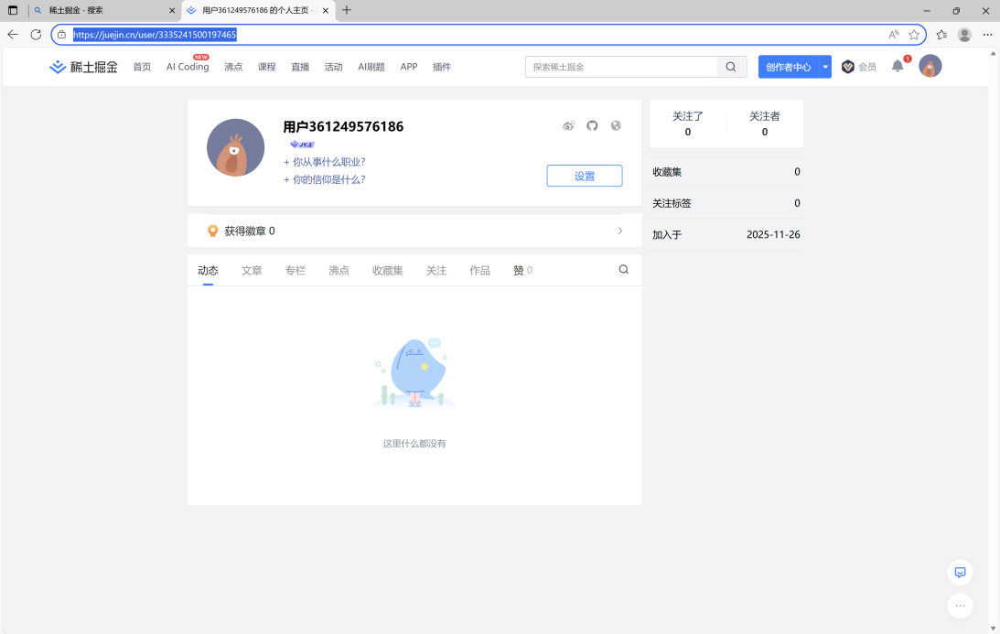 稀土掘金 - 搜索
用户361249576186 的个人主页 -
https://juejin.cn/user/3335241500197465
稀土掘金
首页
AI Coding
NEW
沸点
课程
直播
活动
AI刷题
APP
插件
探索稀土掘金
创作者中心
会员
1
用户361249576186
JY.1
+ 你从事什么职业?
+ 你的信仰是什么?
设置
获得徽章 0
动态
文章
专栏
沸点
收藏集
关注
作品
赞 0
这里什么都没有
关注了
0
关注者
0
收藏集 0
关注标签 0
加入于 2025-11-26